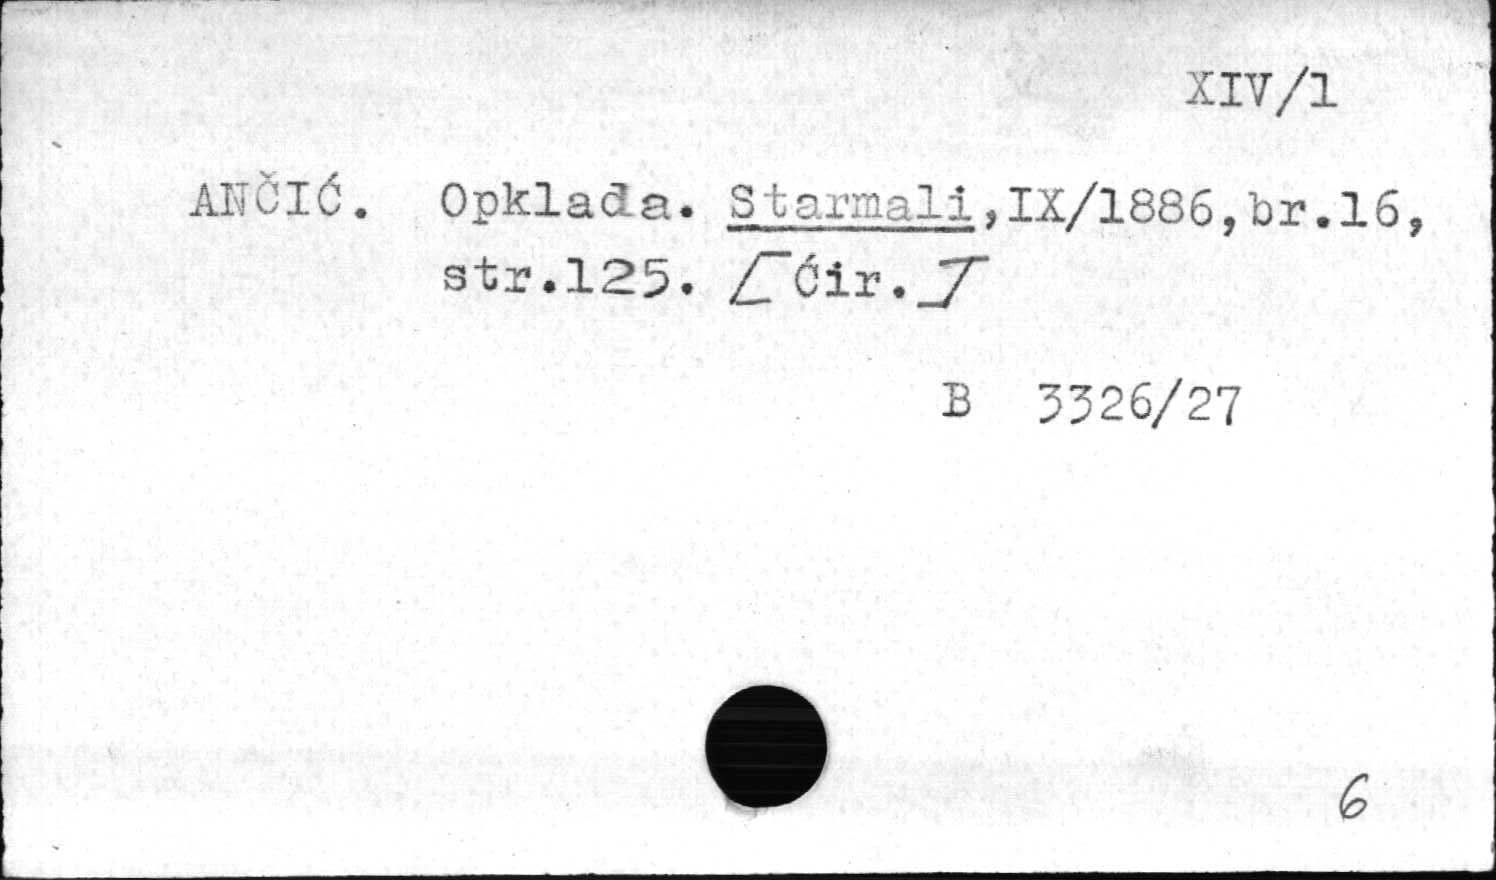 XIV/1
ANČIĆ. Opklada. Starmali,IX/1886,br.16,
str.125. [Ćir.]
B 3326/27
6